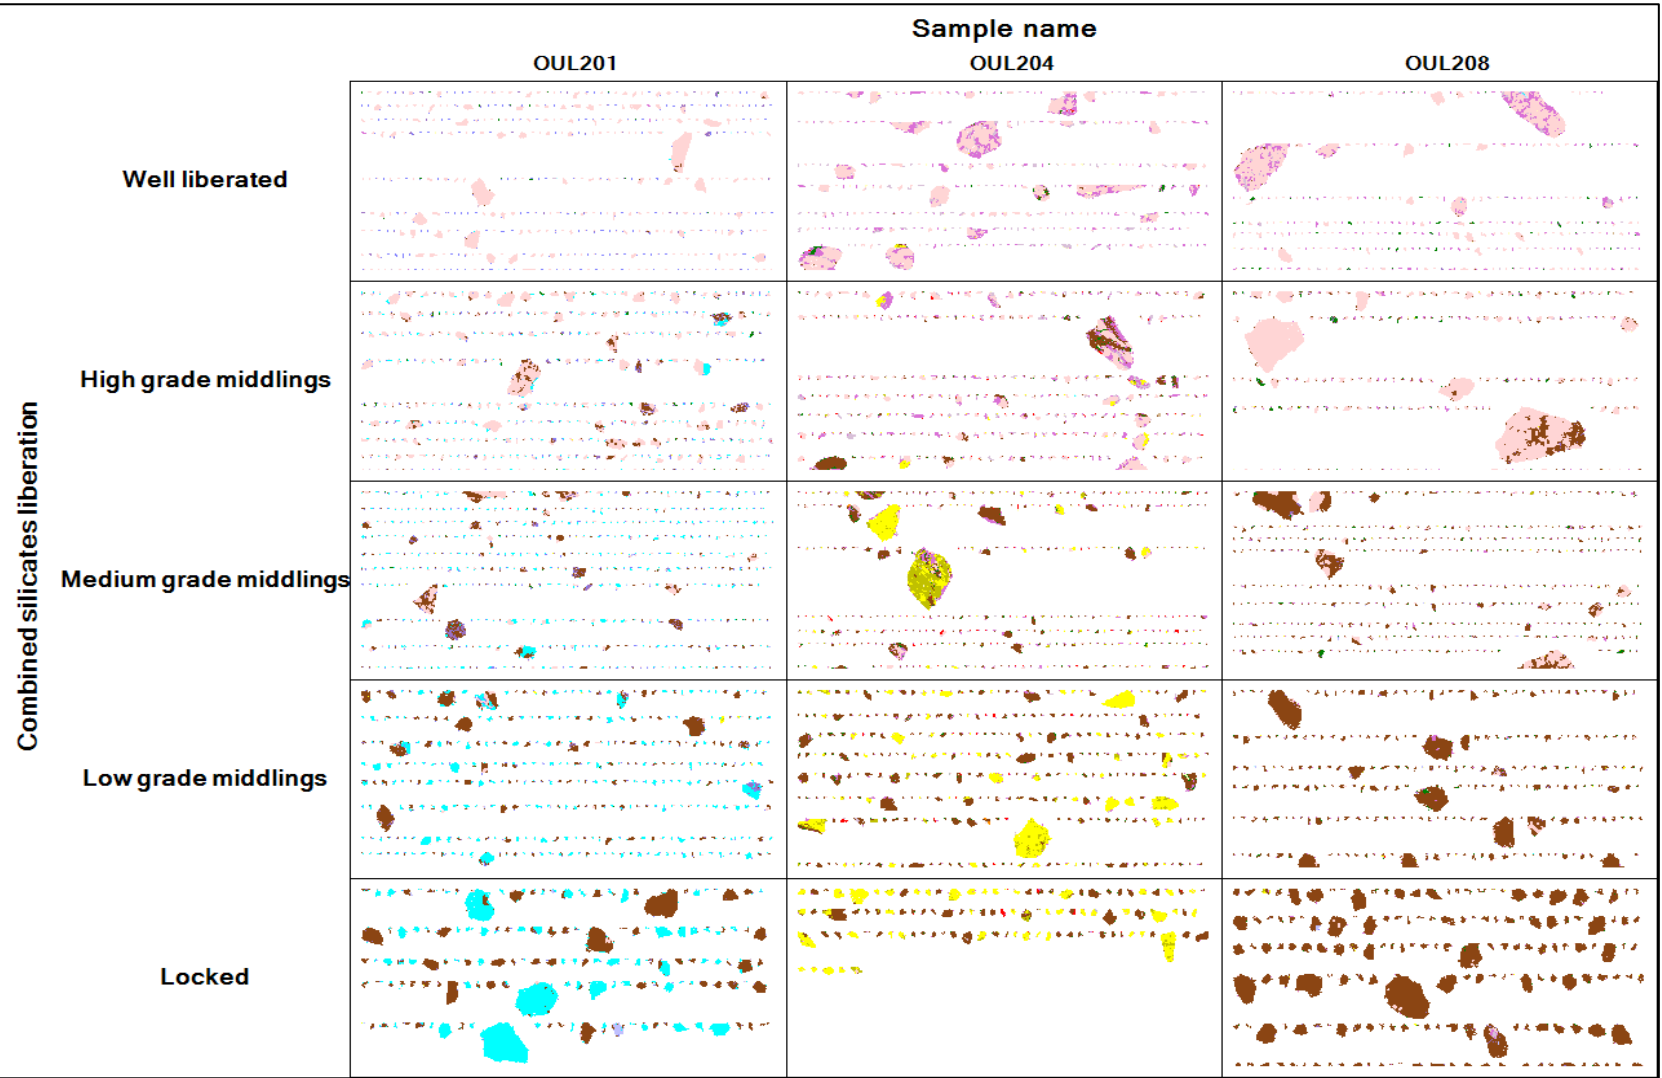 Sample name
OUL201 OUL204 OUL208
Combined silicates liberation
Well liberated
High grade middlings
Medium grade middlings
Low grade middlings
Locked